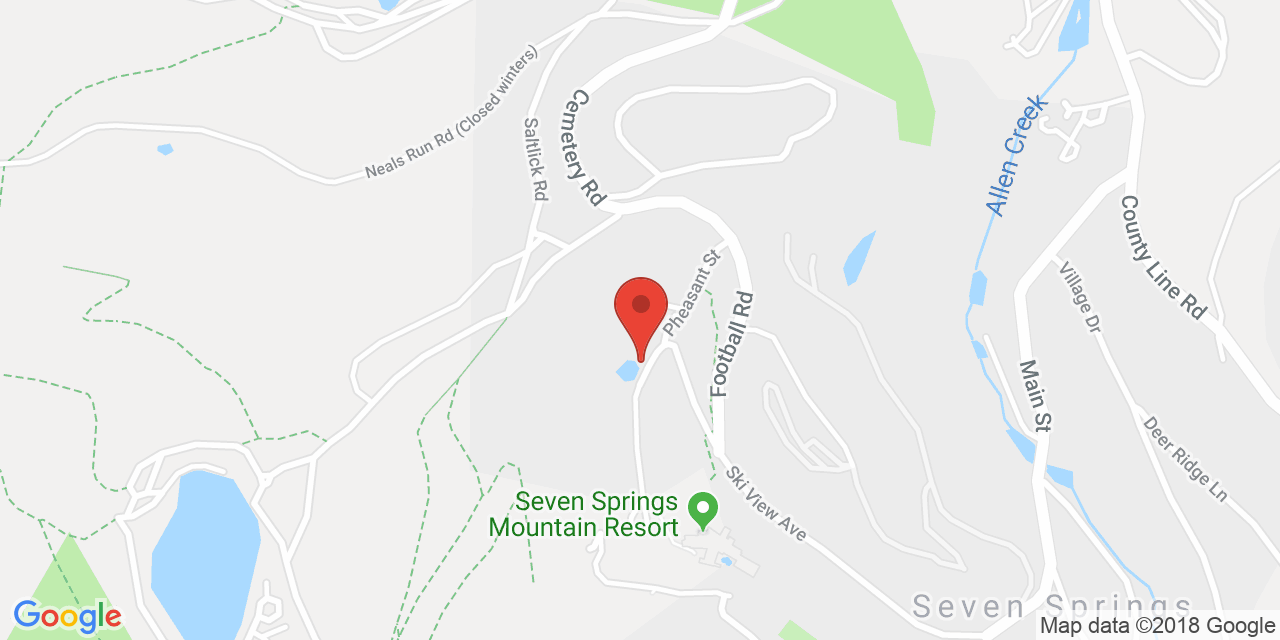 Neals Run Rd (Closed winters)
Saltlick Rd
Cemetery Rd
Allen Creek
County Line Rd
Village Dr
Pheasant St
Football Rd
Main St
Deer Ridge Ln
Ski View Ave
Seven Springs
Mountain Resort
Seven Springs
Google
Map data ©2018 Google